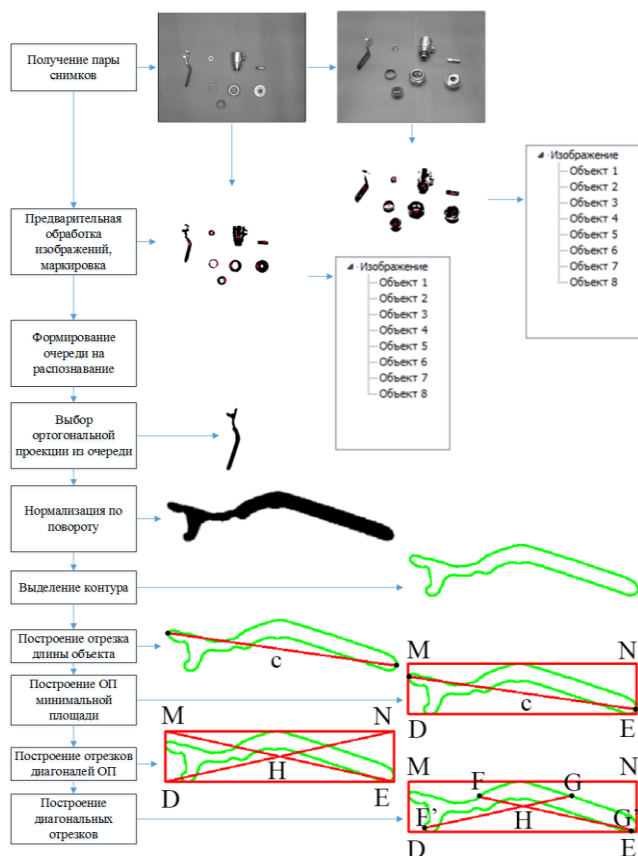 Получение пары
снимков
Изображение
Объект 1
Объект 2
Объект 3
Объект 4
Объект 5
Объект 6
Объект 7
Объект 8
Предварительная
обработка
изображений,
маркировка
Изображение
Объект 1
Объект 2
Объект 3
Объект 4
Объект 5
Объект 6
Объект 7
Объект 8
Формирование
очереди на
распознавание
Выбор
ортогональной
проекции из очереди
Нормализация по
повороту
Выделение контура
Построение отрезка
длины объекта
c
Построение ОП
минимальной
площади
M N
c
D E
Построение отрезков
диагоналей ОП
M N
H
D E
Построение
диагональных
отрезков
M N
F G
E' H G'
D E